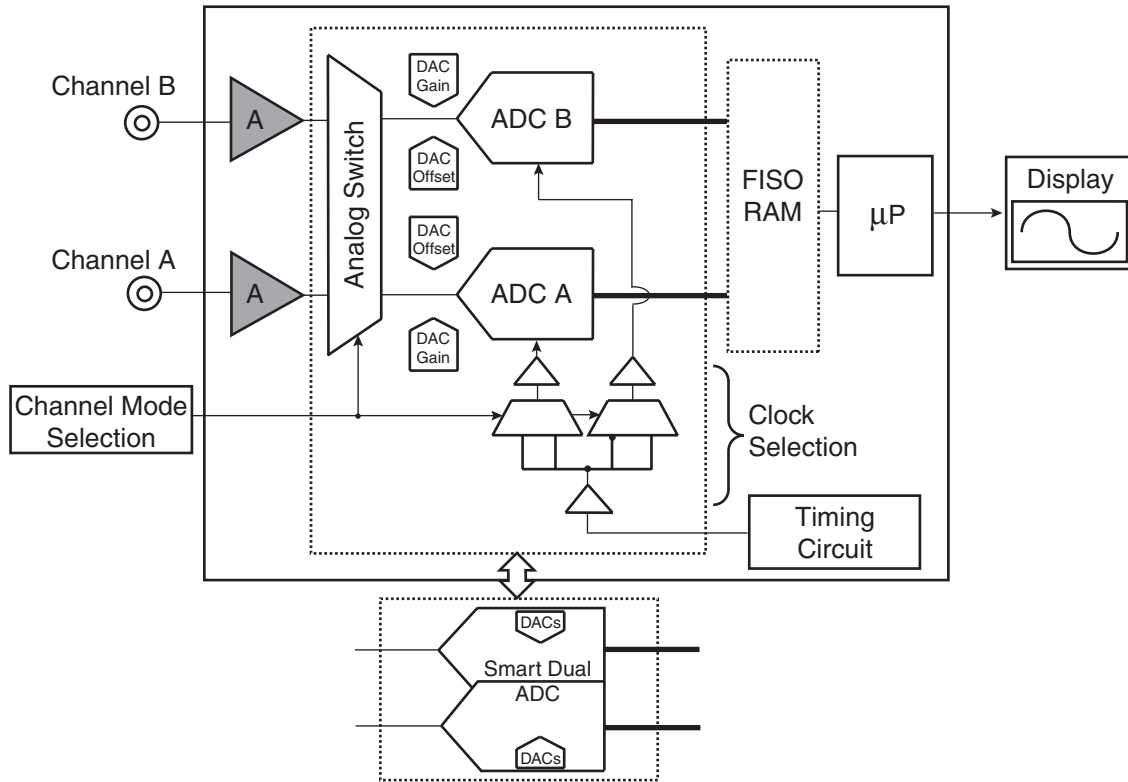 Channel B
A
Analog Switch
DAC
Gain
ADC B
DAC
Offset
FISO
RAM
μP
Display
Channel A
A
DAC
Offset
ADC A
DAC
Gain
Channel Mode
Selection
Clock
Selection
Timing
Circuit
DACs
Smart Dual
ADC
DACs